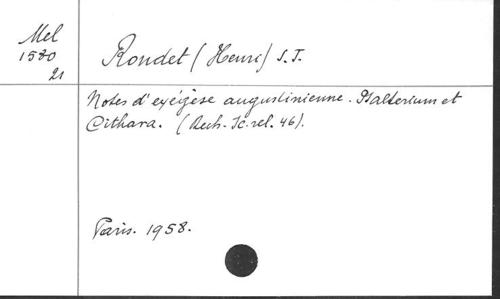 Mel
1580
21
Rondet (Henri) S.J.
Notes d'exégèse augustinienne. Psalterium et
Cithara. (Rech. Sc. rel. 46).
Paris. 1958.